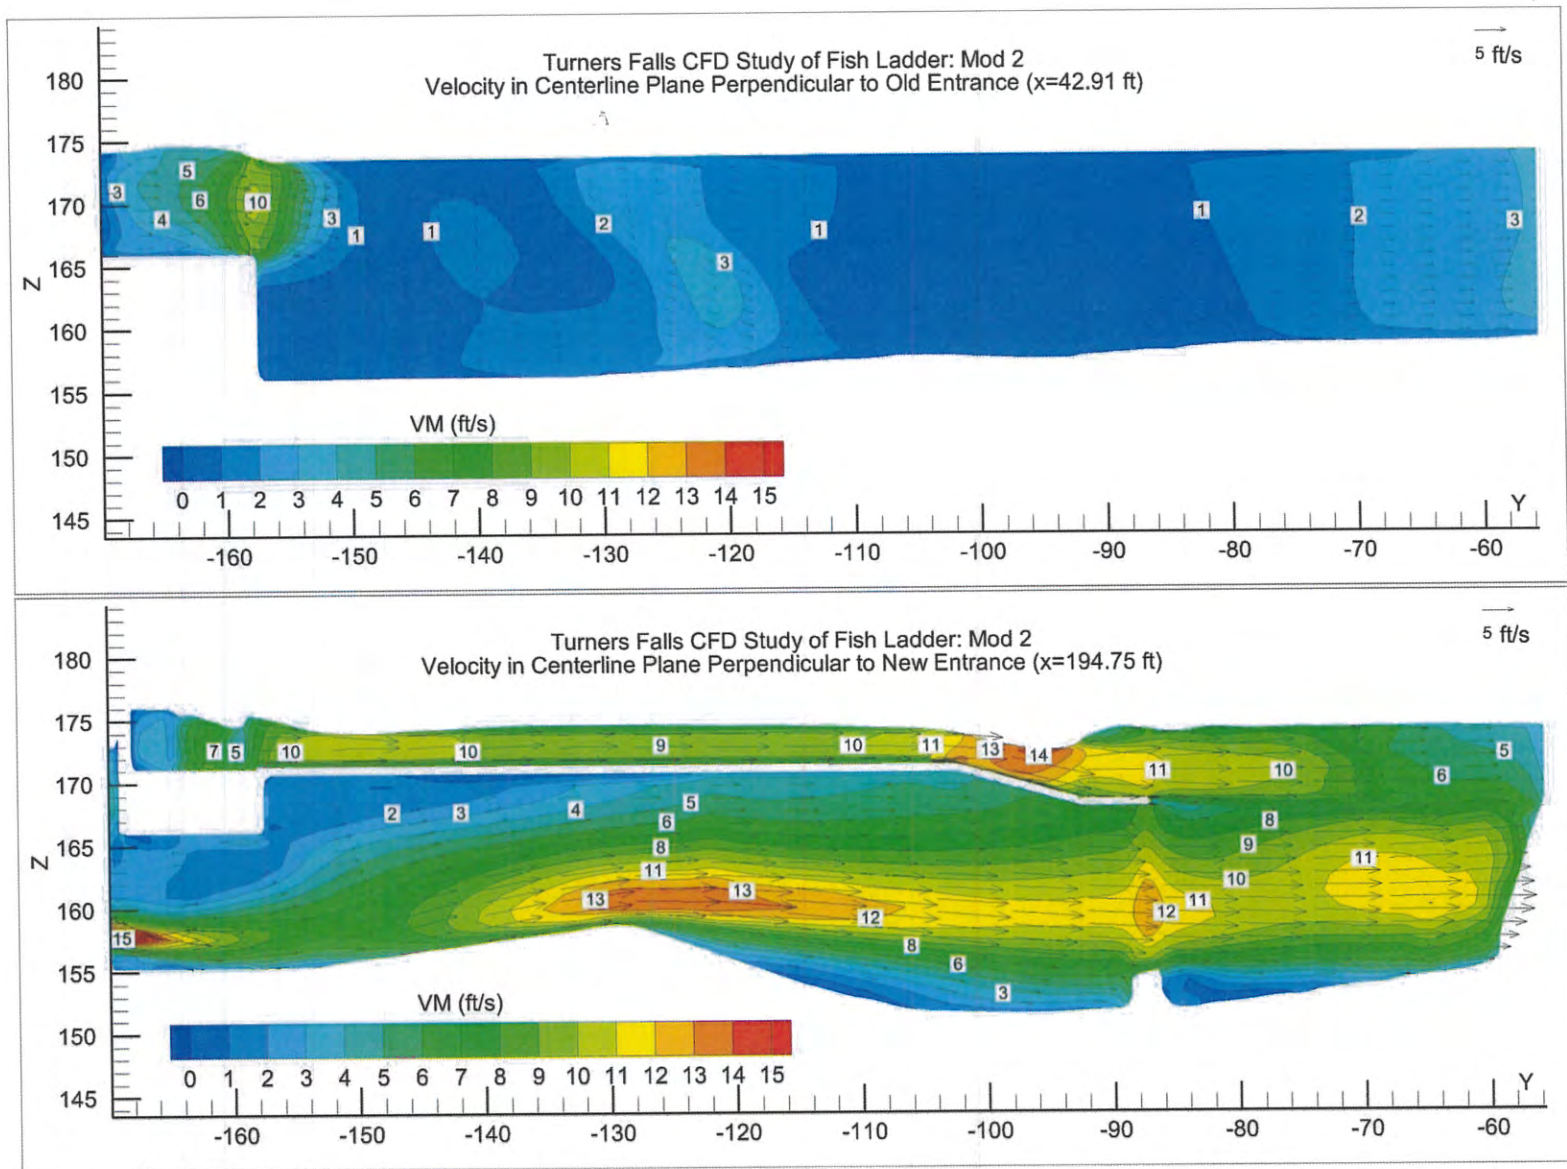 Turners Falls CFD Study of Fish Ladder: Mod 2
Velocity in Centerline Plane Perpendicular to Old Entrance (x=42.91 ft)
5 ft/s
180
175
170
165
160
155
150
145
Z
3
5
6
4
10
3
1
1
2
3
1
1
2
3
VM (ft/s)
0 1 2 3 4 5 6 7 8 9 10 11 12 13 14 15
Y
-160 -150 -140 -130 -120 -110 -100 -90 -80 -70 -60
Turners Falls CFD Study of Fish Ladder: Mod 2
Velocity in Centerline Plane Perpendicular to New Entrance (x=194.75 ft)
5 ft/s
180
175
170
165
160
155
150
145
Z
7 5 10 10 9 10 11 13 14 11 10 6 5
2 3 4 5 6 8 11 13 13 12 8 6 3
8 9 10 11 12 11
15
VM (ft/s)
0 1 2 3 4 5 6 7 8 9 10 11 12 13 14 15
Y
-160 -150 -140 -130 -120 -110 -100 -90 -80 -70 -60